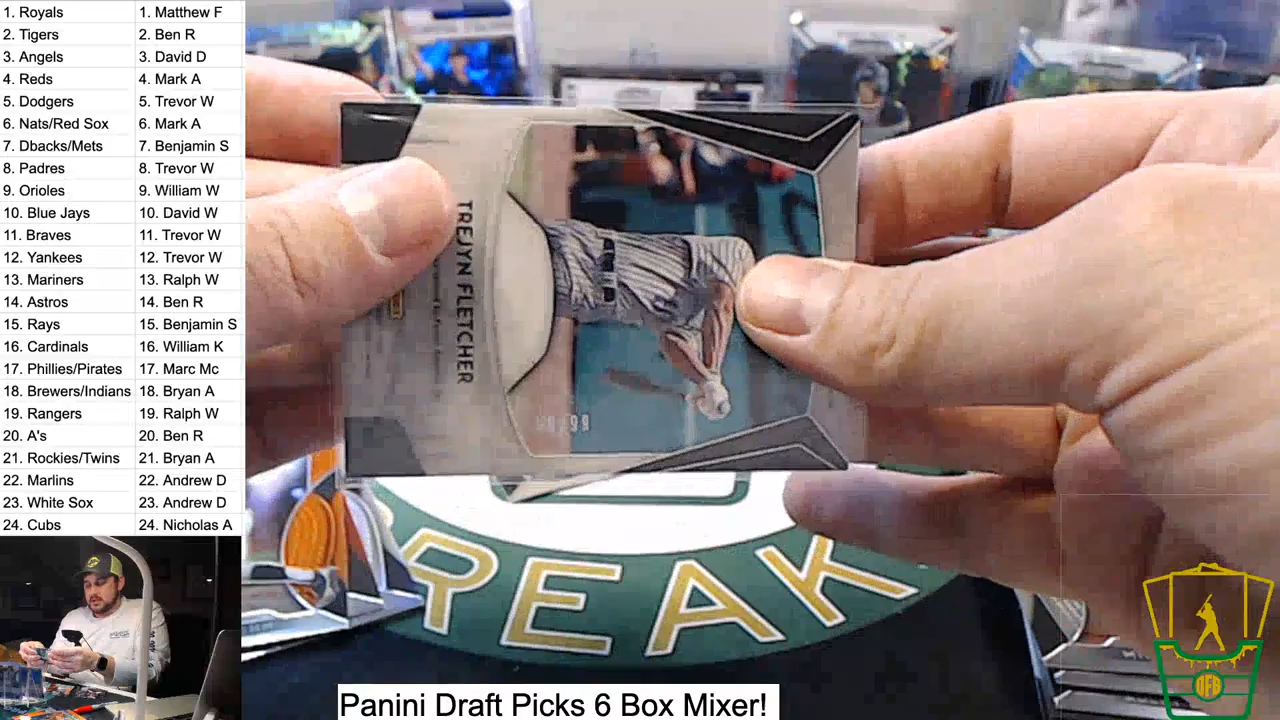 1. Royals 1. Matthew F
2. Tigers 2. Ben R
3. Angels 3. David D
4. Reds 4. Mark A
5. Dodgers 5. Trevor W
6. Nats/Red Sox 6. Mark A
7. Dbacks/Mets 7. Benjamin S
8. Padres 8. Trevor W
9. Orioles 9. William W
10. Blue Jays 10. David W
11. Braves 11. Trevor W
12. Yankees 12. Trevor W
13. Mariners 13. Ralph W
14. Astros 14. Ben R
15. Rays 15. Benjamin S
16. Cardinals 16. William K
17. Phillies/Pirates 17. Marc Mc
18. Brewers/Indians 18. Bryan A
19. Rangers 19. Ralph W
20. A's 20. Ben R
21. Rockies/Twins 21. Bryan A
22. Marlins 22. Andrew D
23. White Sox 23. Andrew D
24. Cubs 24. Nicholas A
TREJYN FLETCHER
REAK
Panini Draft Picks 6 Box Mixer!